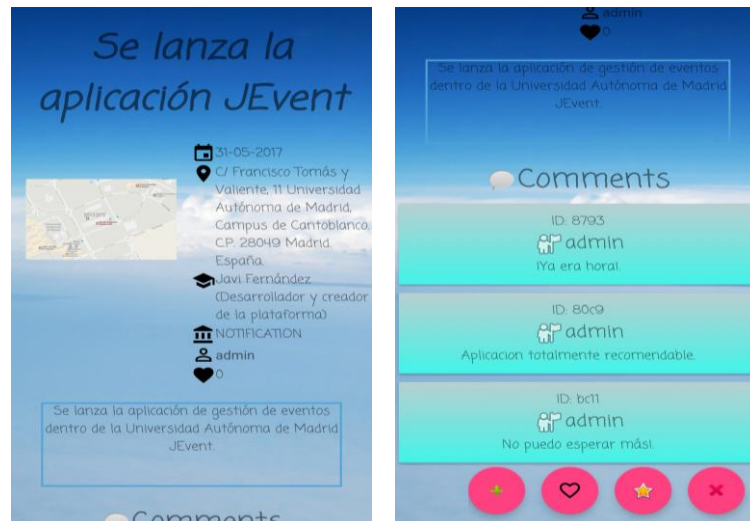 Se lanza la
aplicación JEvent
31-05-2017
C/ Francisco Tomás y
Valiente, 11 Universidad
Autónoma de Madrid,
Campus de Cantoblanco.
C.P. 28049 Madrid.
España.
Javi Fernández
(Desarrollador y creador
de la plataforma)
NOTIFICATION
admin
0
Se lanza la aplicación de gestión de eventos
dentro de la Universidad Autónoma de Madrid
JEvent.
Comments
admin
0
Se lanza la aplicación de gestión de eventos
dentro de la Universidad Autónoma de Madrid
JEvent.
Comments
ID: 8793
admin
¡Ya era hora!.
ID: 80c9
admin
Aplicacion totalmente recomendable.
ID: bc11
admin
No puedo esperar más!.